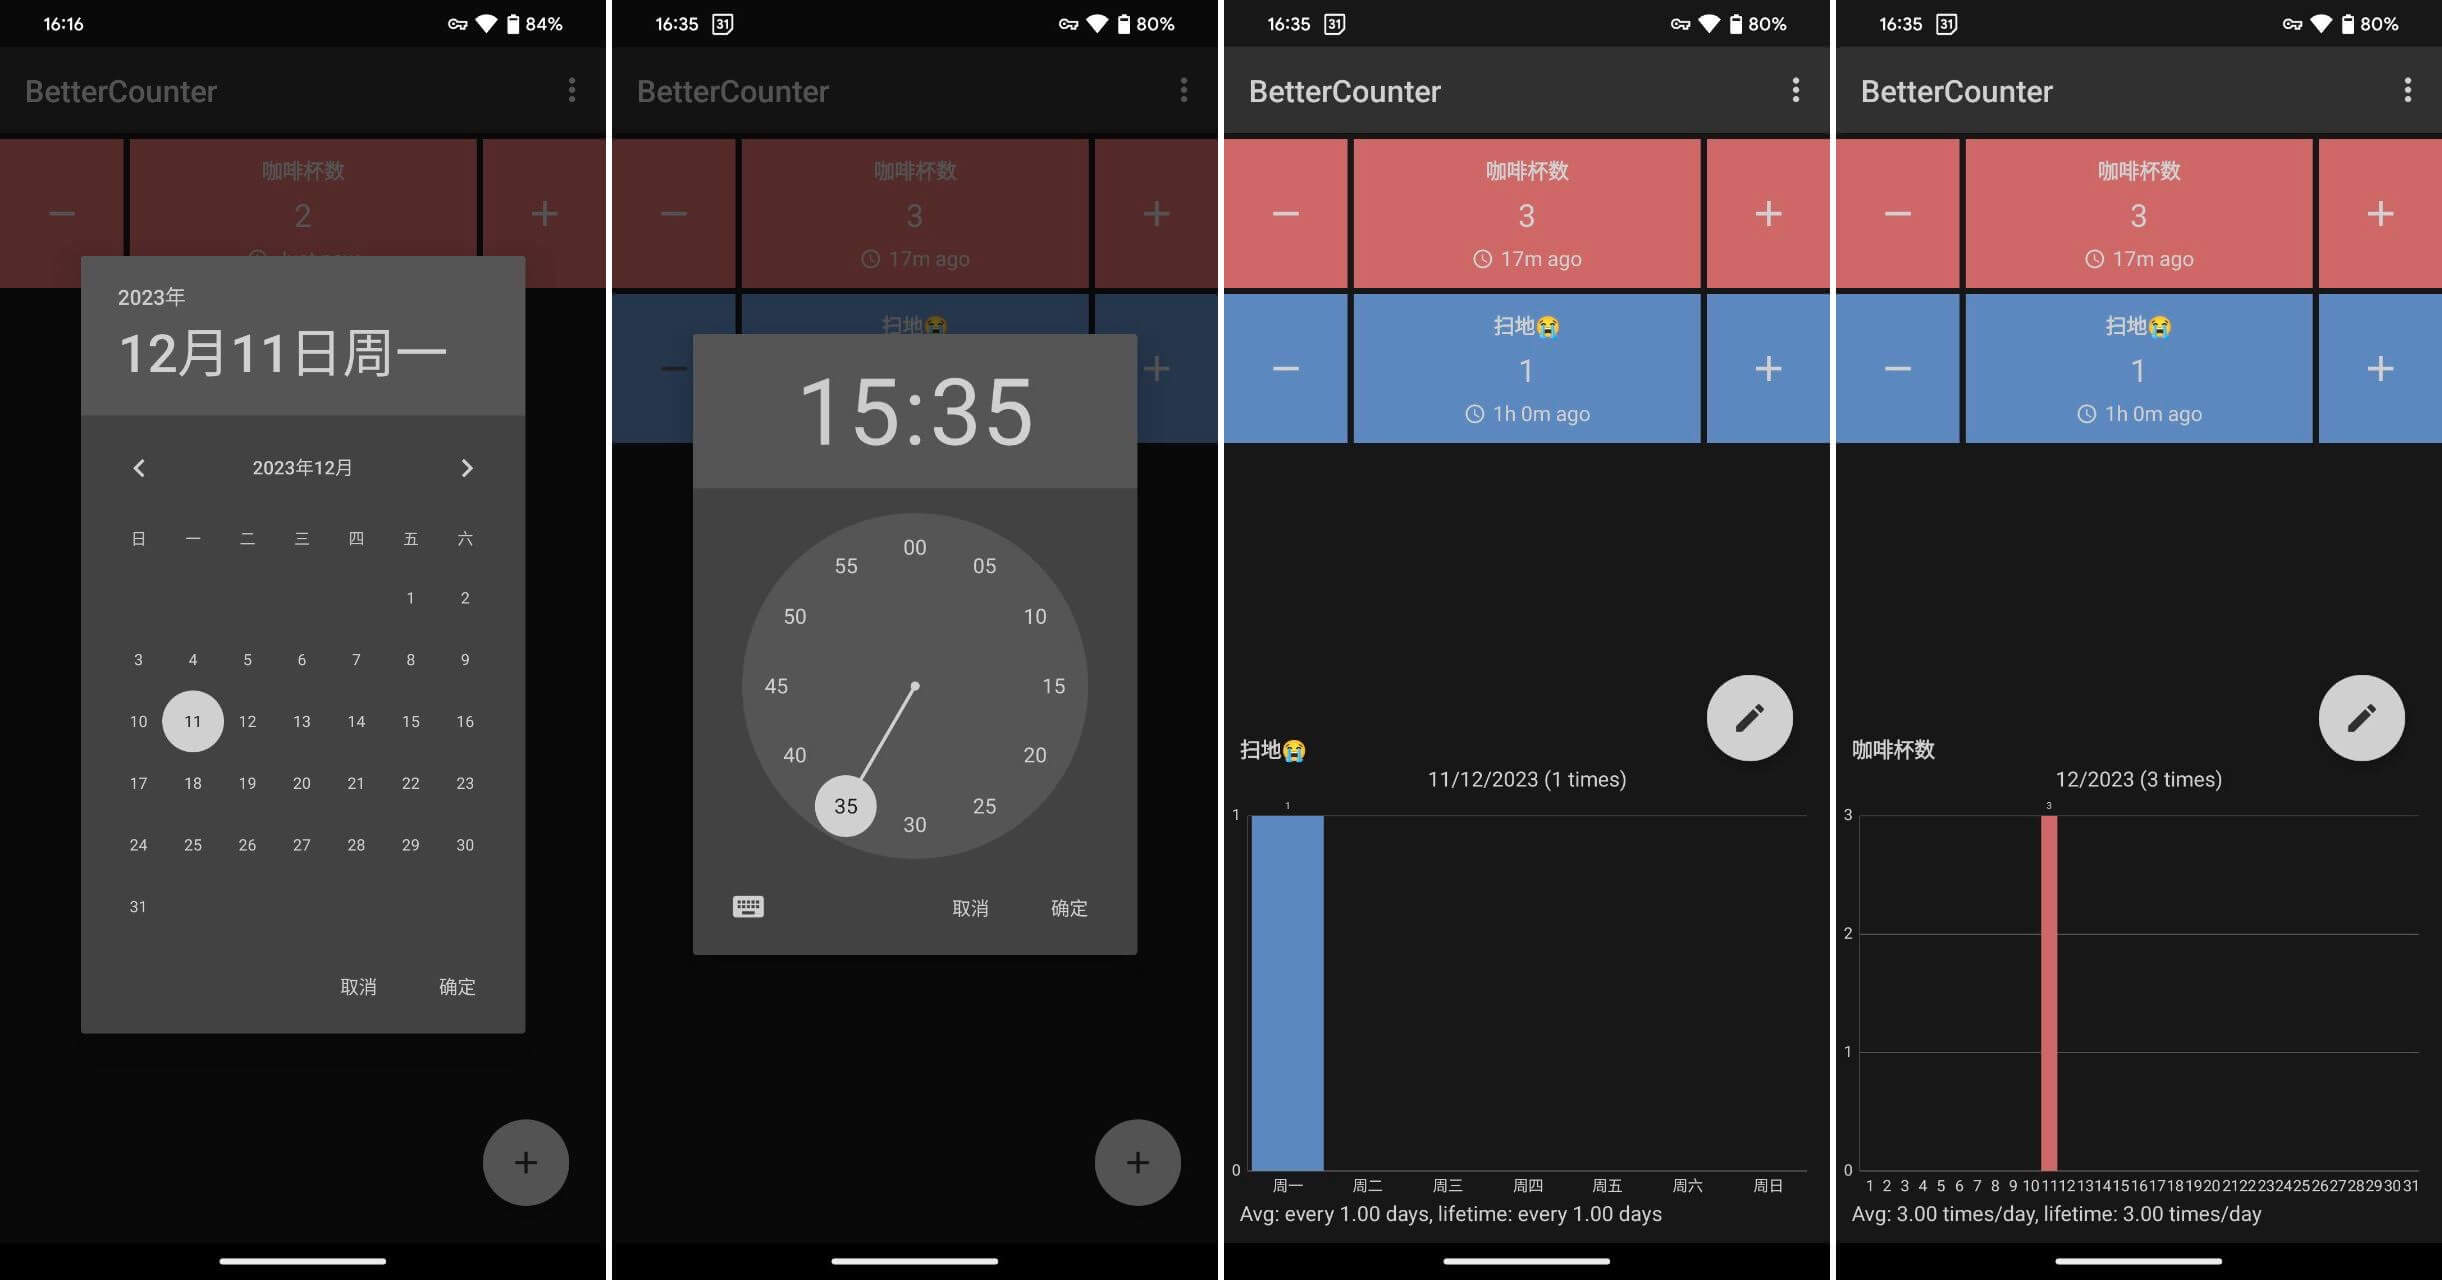 16:16
84%
BetterCounter
咖啡杯数
2
Just now
2023年
12月11日周一
2023年12月
日 一 二 三 四 五 六
1 2
3 4 5 6 7 8 9
10 11 12 13 14 15 16
17 18 19 20 21 22 23
24 25 26 27 28 29 30
31
取消 确定
+
16:35 31
80%
BetterCounter
咖啡杯数
− 3 +
17m ago
扫地😭
15:35
00
05
10
15
20
25
30
35
40
45
50
55
取消 确定
+
16:35 31
80%
BetterCounter
咖啡杯数
− 3 +
17m ago
扫地😭
− 1 +
1h 0m ago
扫地😭
11/12/2023 (1 times)
1
1
0
周一 周二 周三 周四 周五 周六 周日
Avg: every 1.00 days, lifetime: every 1.00 days
16:35 31
80%
BetterCounter
咖啡杯数
− 3 +
17m ago
扫地😭
− 1 +
1h 0m ago
咖啡杯数
12/2023 (3 times)
3
3
2
1
0
1 2 3 4 5 6 7 8 9 10 11 12 13 14 15 16 17 18 19 20 21 22 23 24 25 26 27 28 29 30 31
Avg: 3.00 times/day, lifetime: 3.00 times/day